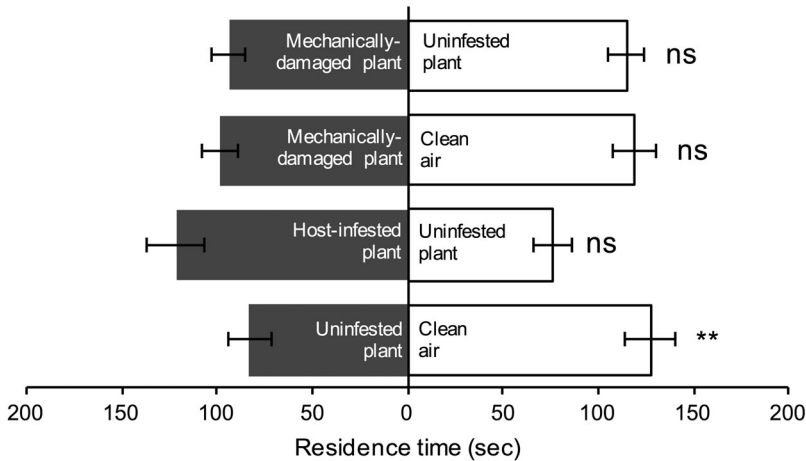 Mechanically-
damaged plant
Uninfested
plant
ns
Mechanically-
damaged plant
Clean
air
ns
Host-infested
plant
Uninfested
plant
ns
Uninfested
plant
Clean
air
**
200 150 100 50 0 50 100 150 200
Residence time (sec)